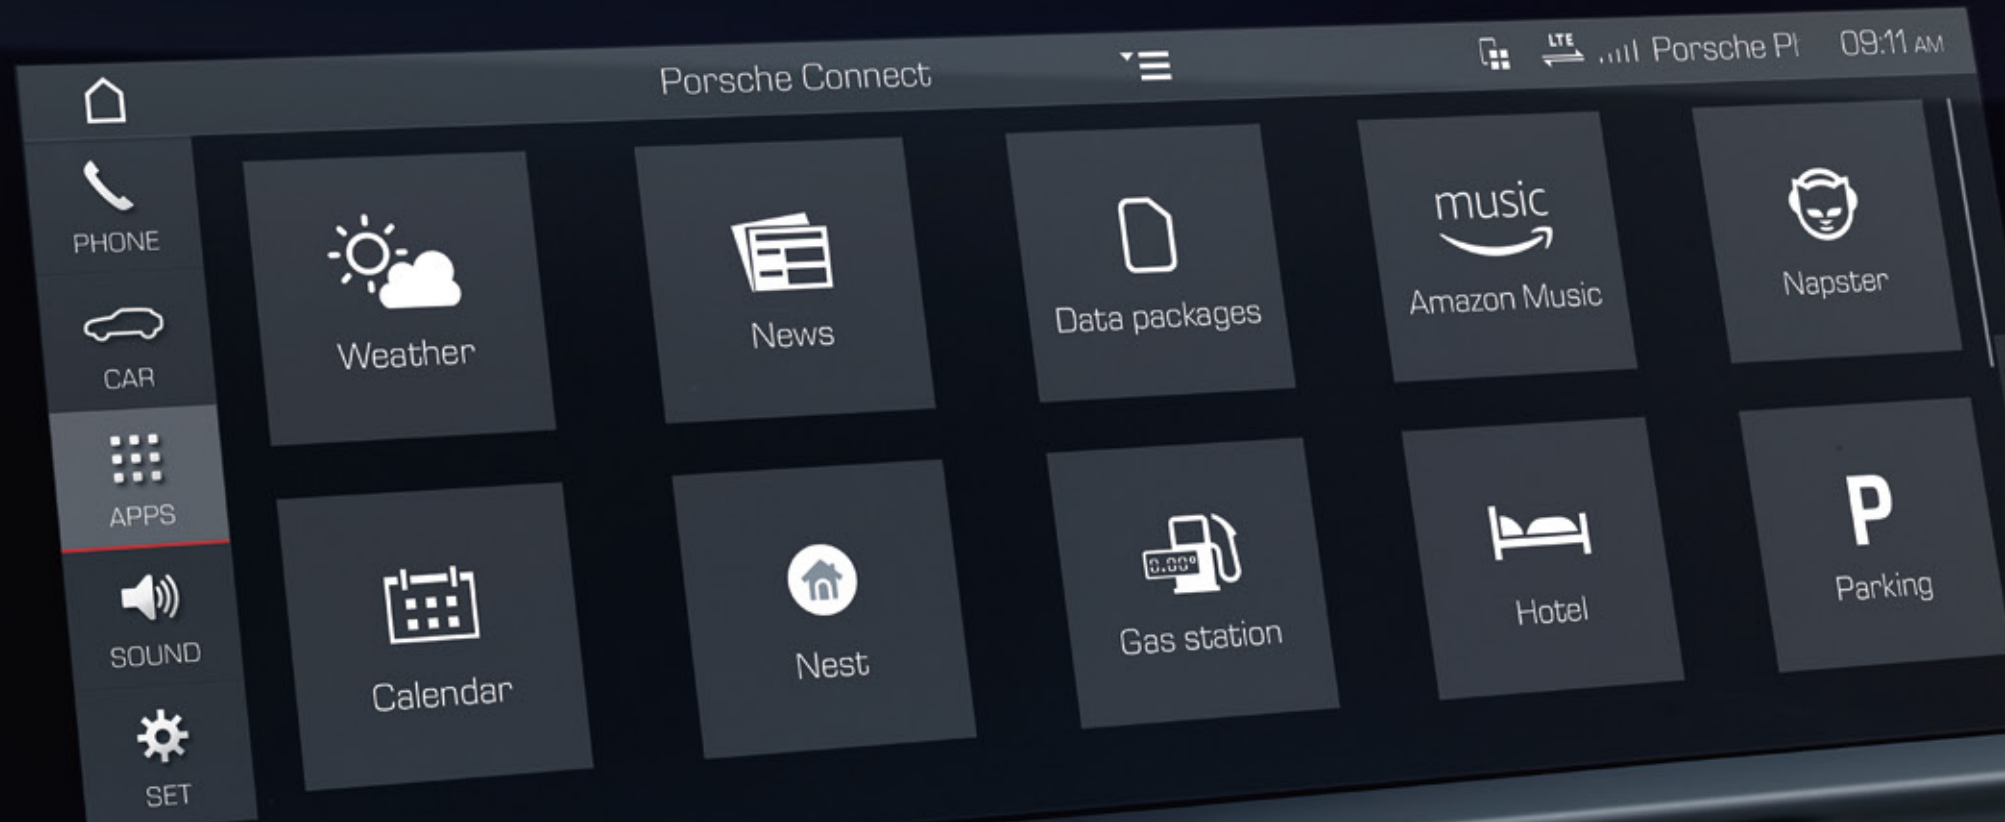 Porsche Connect
LTE
Porsche Pl
09:11 AM
PHONE
CAR
APPS
SOUND
SET
Weather
News
Data packages
music
Amazon Music
Napster
Calendar
Nest
0.00⁰
Gas station
Hotel
P
Parking